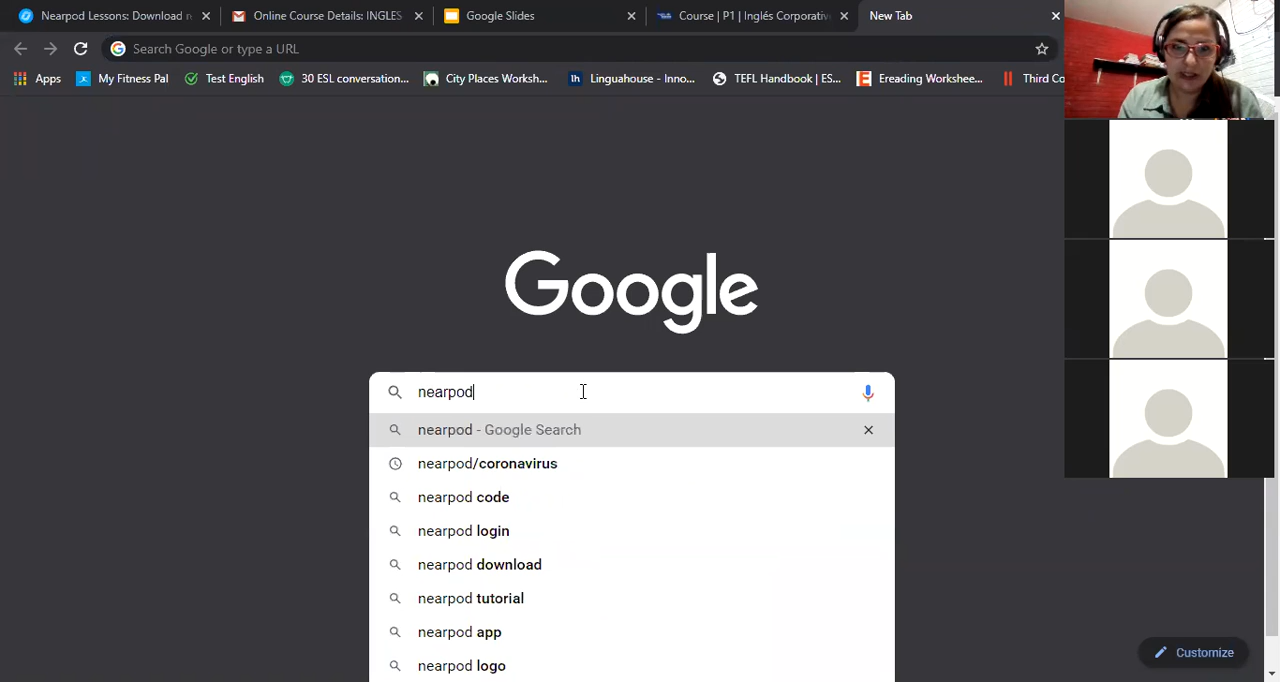 Nearpod Lessons: Download r
Online Course Details: INGLES
Google Slides
Course | P1 | Inglés Corporativ
New Tab
Search Google or type a URL
Apps
My Fitness Pal
Test English
30 ESL conversation...
City Places Worksh...
lh Linguahouse - Inno...
TEFL Handbook | ES...
E Ereading Workshee...
Third Co
Google
nearpod
nearpod - Google Search
nearpod/coronavirus
nearpod code
nearpod login
nearpod download
nearpod tutorial
nearpod app
nearpod logo
Customize